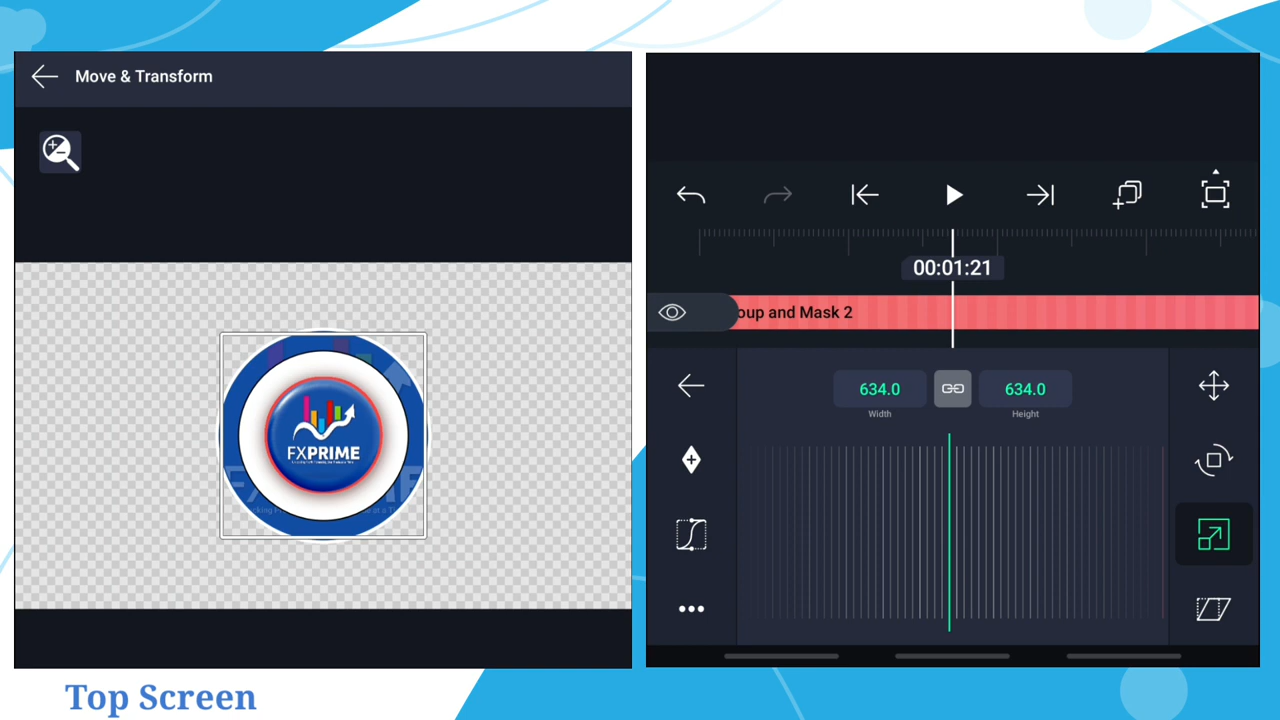 Move & Transform
FXPRIME
00:01:21
oup and Mask 2
634.0
634.0
Width
Height
Top Screen